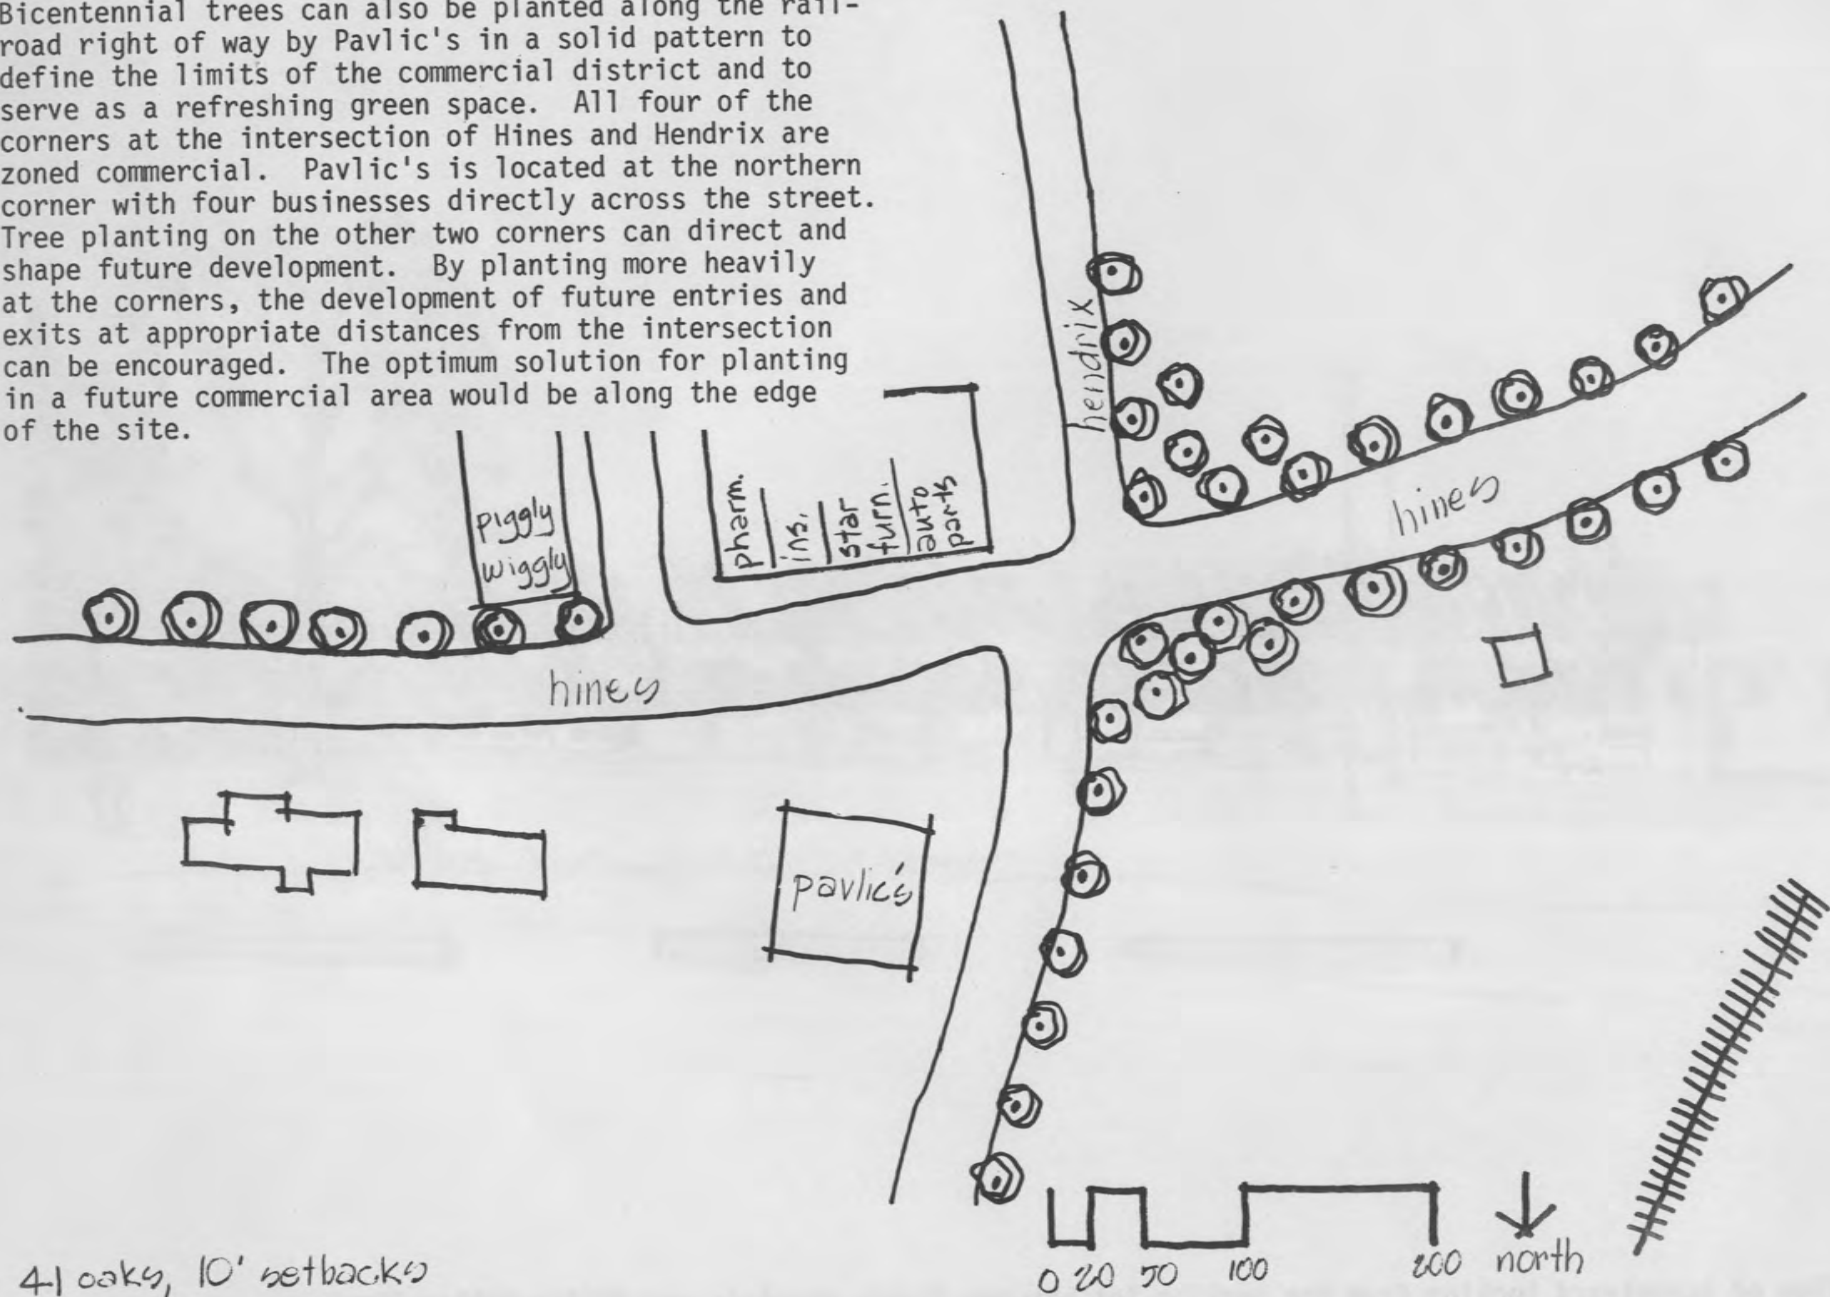 Bicentennial trees can also be planted along the rail-
road right of way by Pavlic's in a solid pattern to
define the limits of the commercial district and to
serve as a refreshing green space.  All four of the
corners at the intersection of Hines and Hendrix are
zoned commercial.  Pavlic's is located at the northern
corner with four businesses directly across the street.
Tree planting on the other two corners can direct and
shape future development.  By planting more heavily
at the corners, the development of future entries and
exits at appropriate distances from the intersection
can be encouraged.  The optimum solution for planting
in a future commercial area would be along the edge
of the site.
hendrix
piggly
wiggly
pharm.
ins.
star
furn.
auto
parts
hines
hines
pavlic's
0 20 50 100 200 north
41 oaks, 10' setbacks